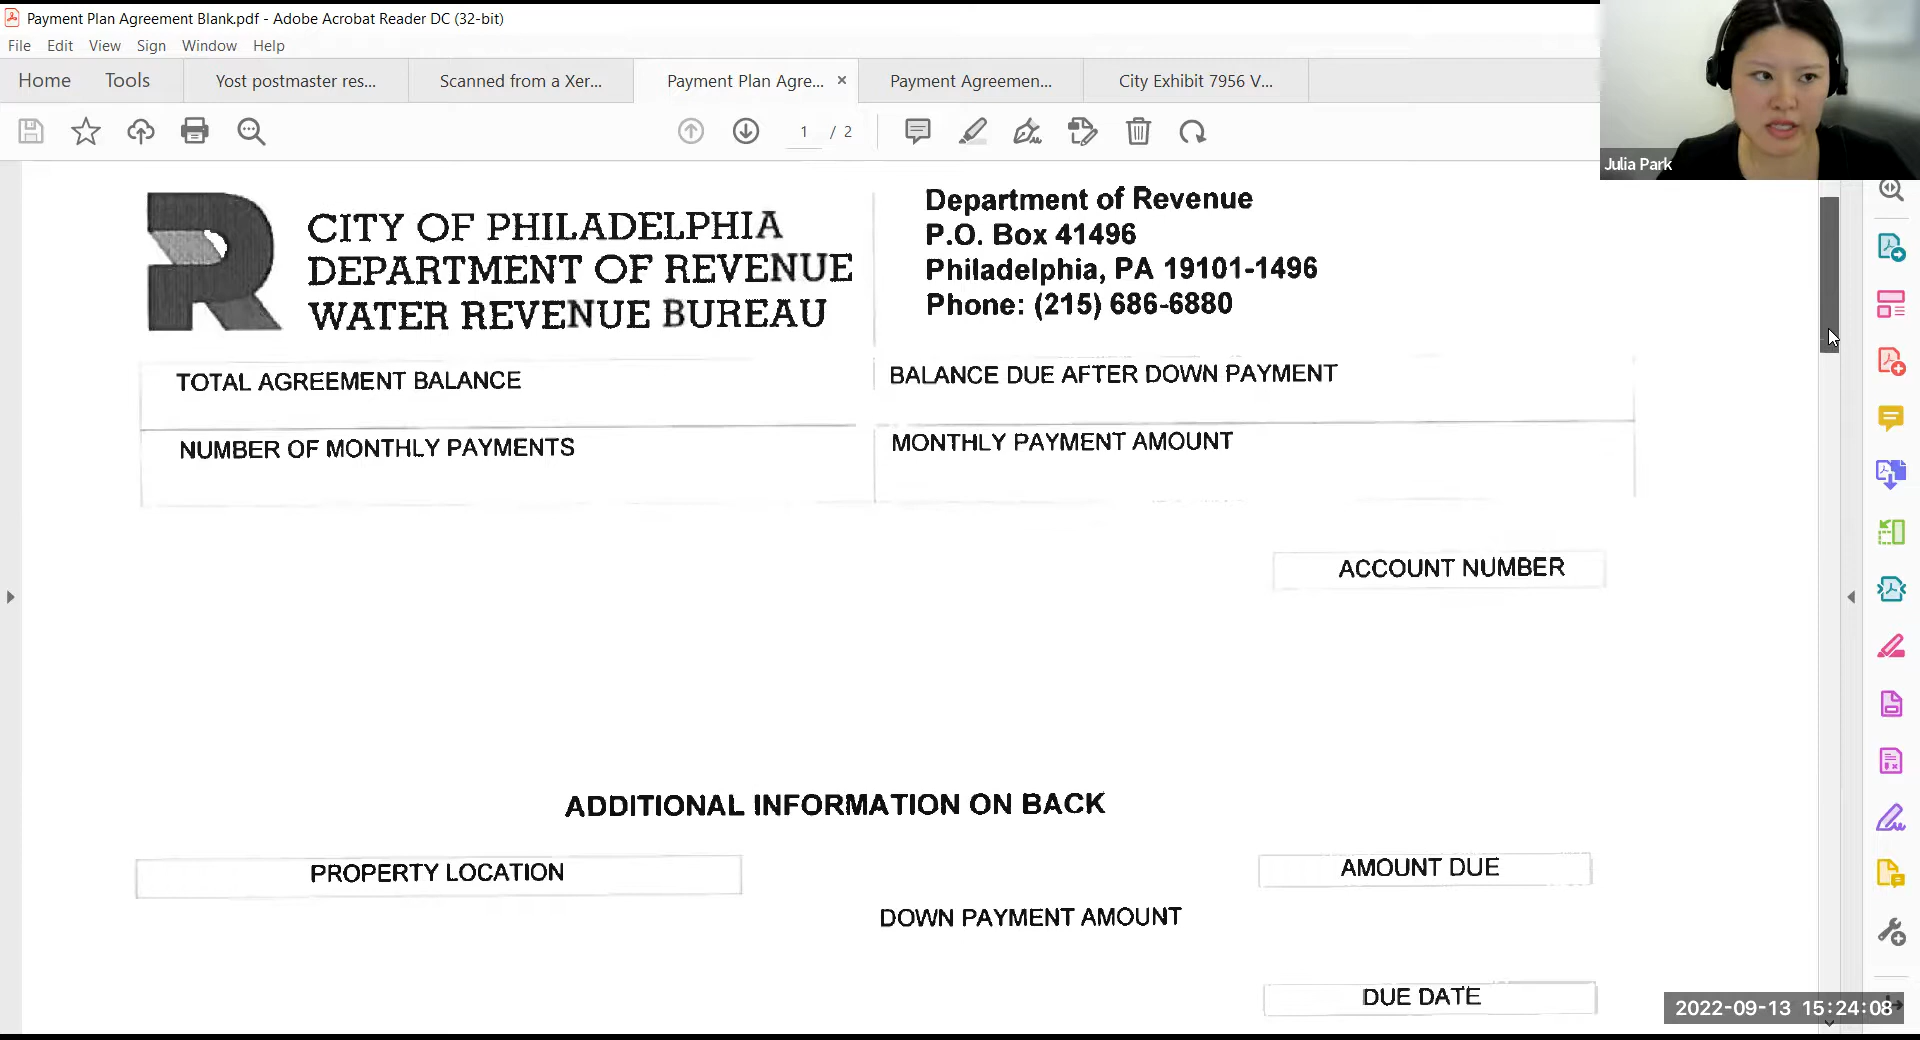 Payment Plan Agreement Blank.pdf - Adobe Acrobat Reader DC (32-bit)
File Edit View Sign Window Help
Home Tools Yost postmaster res... Scanned from a Xer... Payment Plan Agre... × Payment Agreemen... City Exhibit 7956 V...
1 / 2
Julia Park
CITY OF PHILADELPHIA
DEPARTMENT OF REVENUE
WATER REVENUE BUREAU
Department of Revenue
P.O. Box 41496
Philadelphia, PA 19101-1496
Phone: (215) 686-6880
TOTAL AGREEMENT BALANCE
BALANCE DUE AFTER DOWN PAYMENT
NUMBER OF MONTHLY PAYMENTS
MONTHLY PAYMENT AMOUNT
ACCOUNT NUMBER
ADDITIONAL INFORMATION ON BACK
PROPERTY LOCATION
AMOUNT DUE
DOWN PAYMENT AMOUNT
DUE DATE
2022-09-13 15:24:08